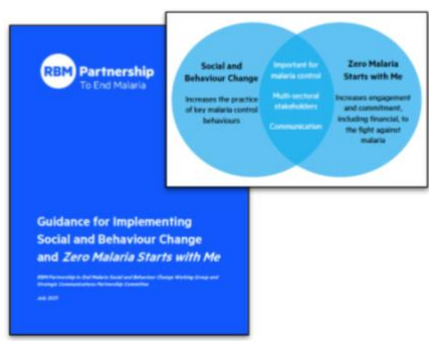 RBM Partnership
To End Malaria
Guidance for Implementing
Social and Behaviour Change
and Zero Malaria Starts with Me
RBM Partnership to End Malaria Social and Behaviour Change Working Group and
Strategic Communications Partnership Committee
July 2021
Social and
Behaviour Change
Increases the practice
of key malaria control
behaviours
Important for
malaria control
Multi-sectoral
stakeholders
Communication
Zero Malaria
Starts with Me
Increases engagement
and commitment,
including financial, to
the fight against
malaria